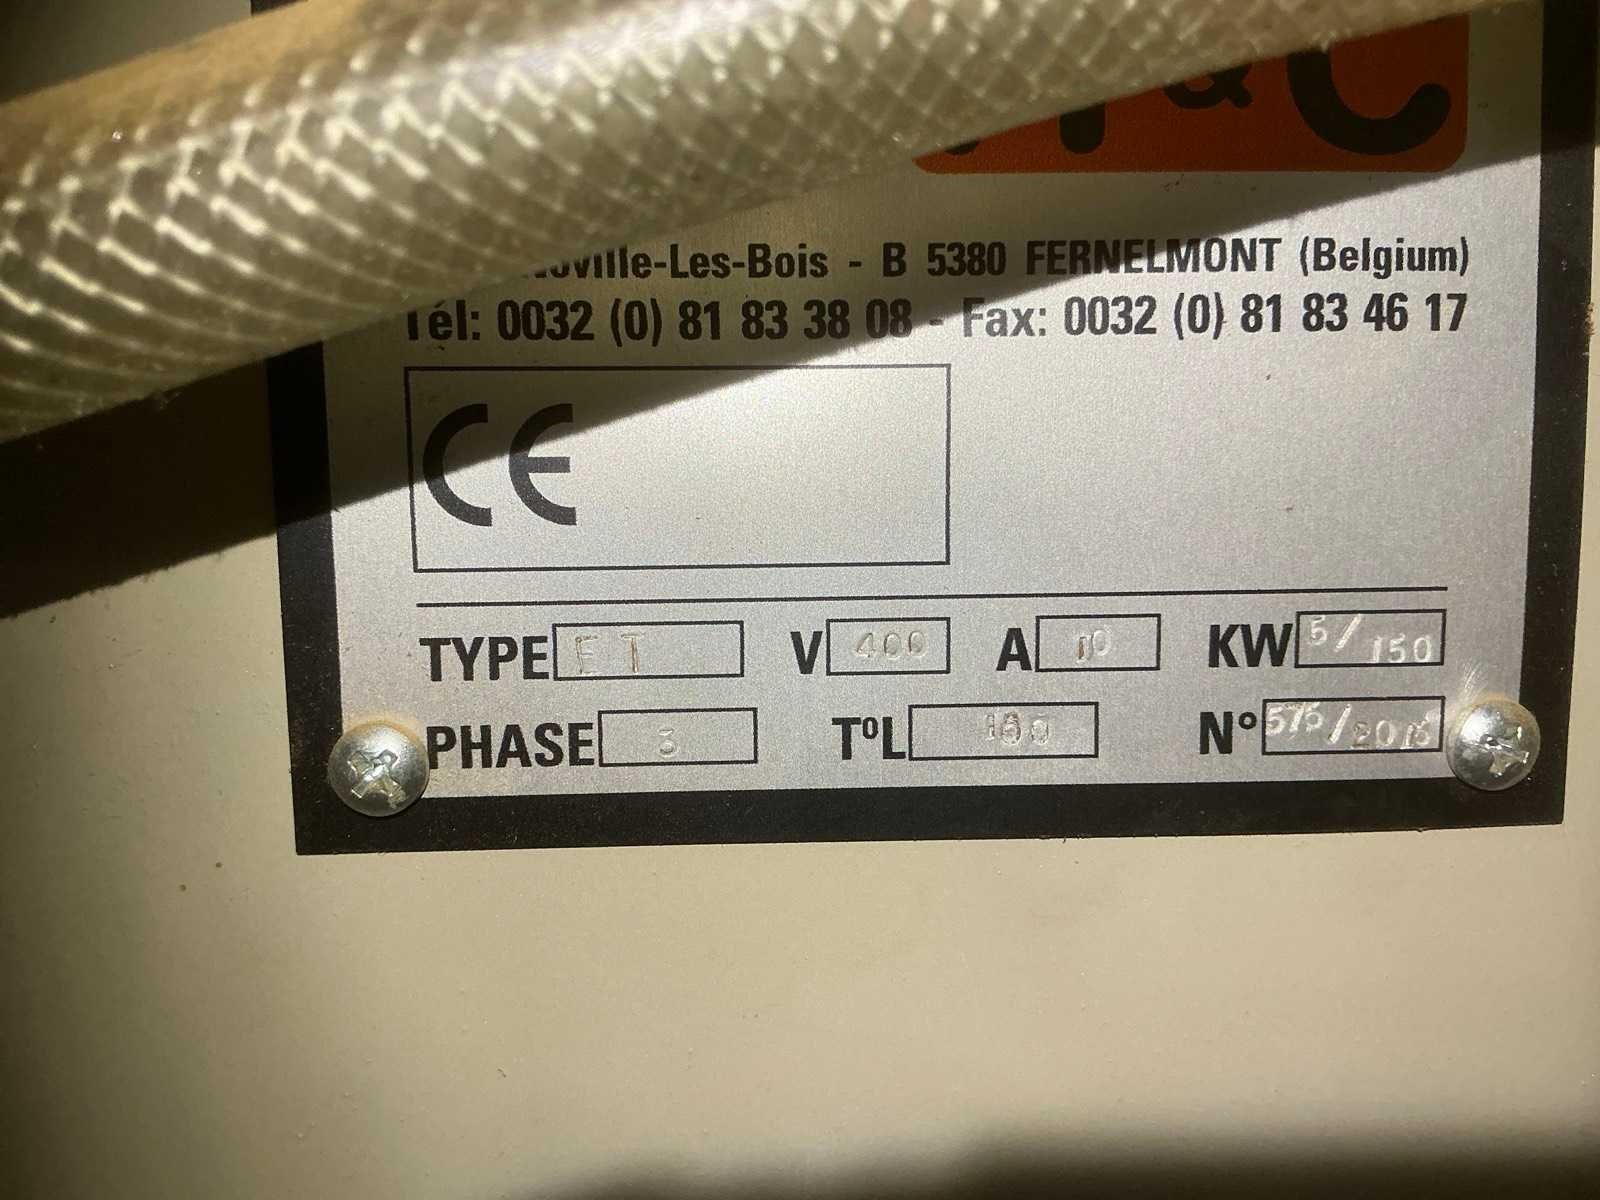 &C
Les-Bois - B 5380 FERNELMONT (Belgium)
Tél: 0032 (0) 81 83 38 08 - Fax: 0032 (0) 81 83 46 17
CE
TYPE ET V 400 A 10 KW 5/150
PHASE 3 T°L N°